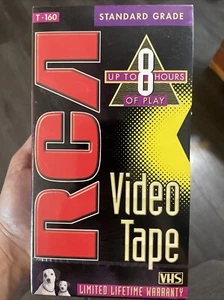 T-160
STANDARD GRADE
UP TO 8 HOURS
OF PLAY
RCA
Video
Tape
VHS
LIMITED LIFETIME WARRANTY